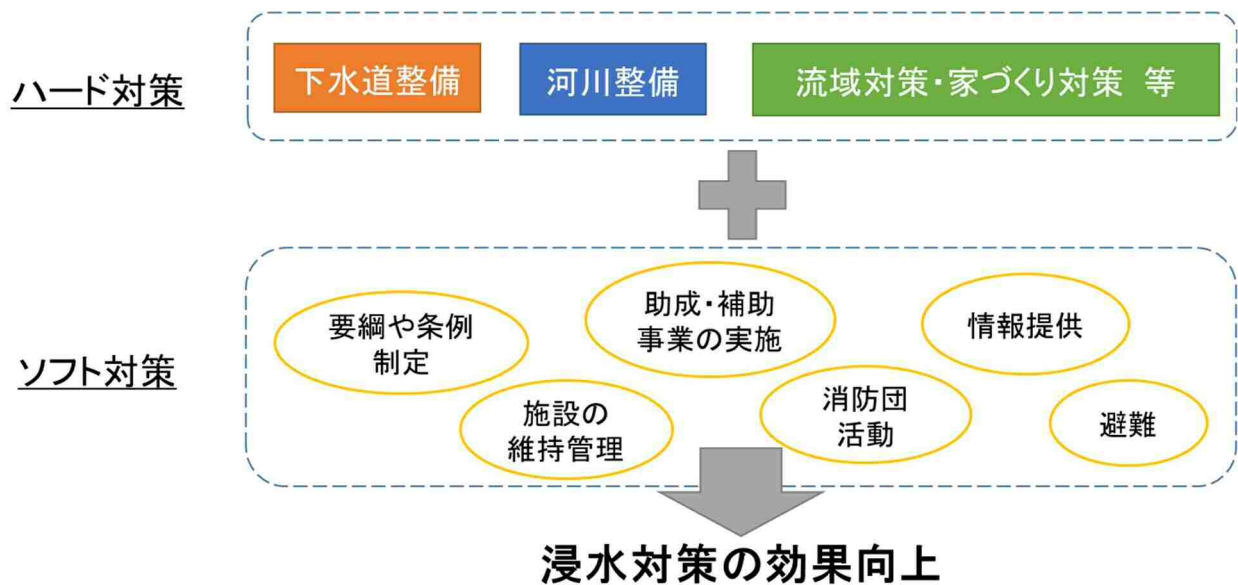 ハード対策
下水道整備
河川整備
流域対策・家づくり対策 等
ソフト対策
要綱や条例
制定
助成・補助
事業の実施
情報提供
施設の
維持管理
消防団
活動
避難
浸水対策の効果向上